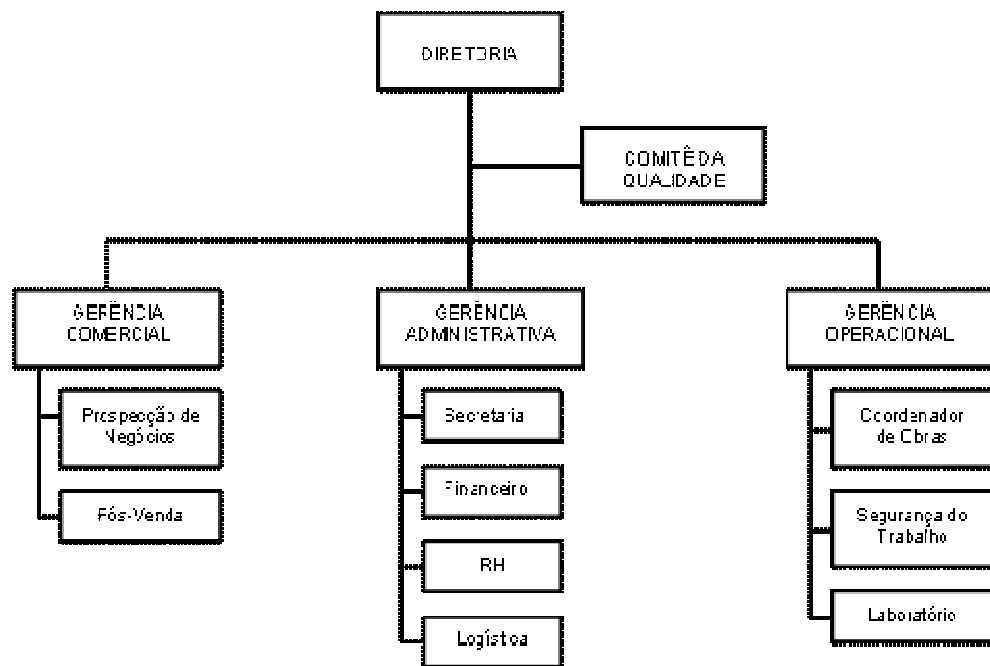 DIRETORIA
COMITÊ DA
QUALIDADE
GERÊNCIA
COMERCIAL
GERÊNCIA
ADMINISTRATIVA
GERÊNCIA
OPERACIONAL
Prospecção de
Negócios
Pós-Venda
Secretaria
Financeiro
RH
Logística
Coordenador
de Obras
Segurança do
Trabalho
Laboratório